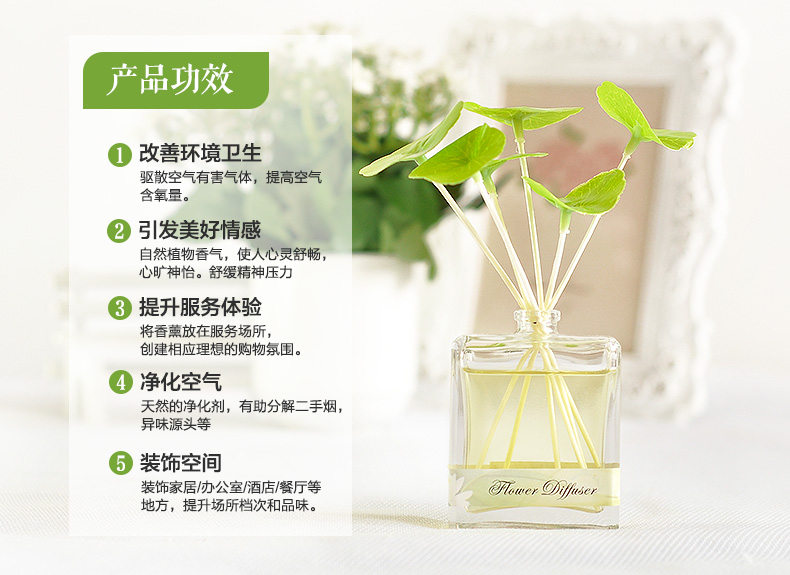 产品功效
1 改善环境卫生
驱散空气有害气体，提高空气
含氧量。
2 引发美好情感
自然植物香气，使人心灵舒畅，
心旷神怡。舒缓精神压力
3 提升服务体验
将香薰放在服务场所，
创建相应理想的购物氛围。
4 净化空气
天然的净化剂，有助分解二手烟，
异味源头等
5 装饰空间
装饰家居/办公室/酒店/餐厅等
地方，提升场所档次和品味。
Flower Diffuser